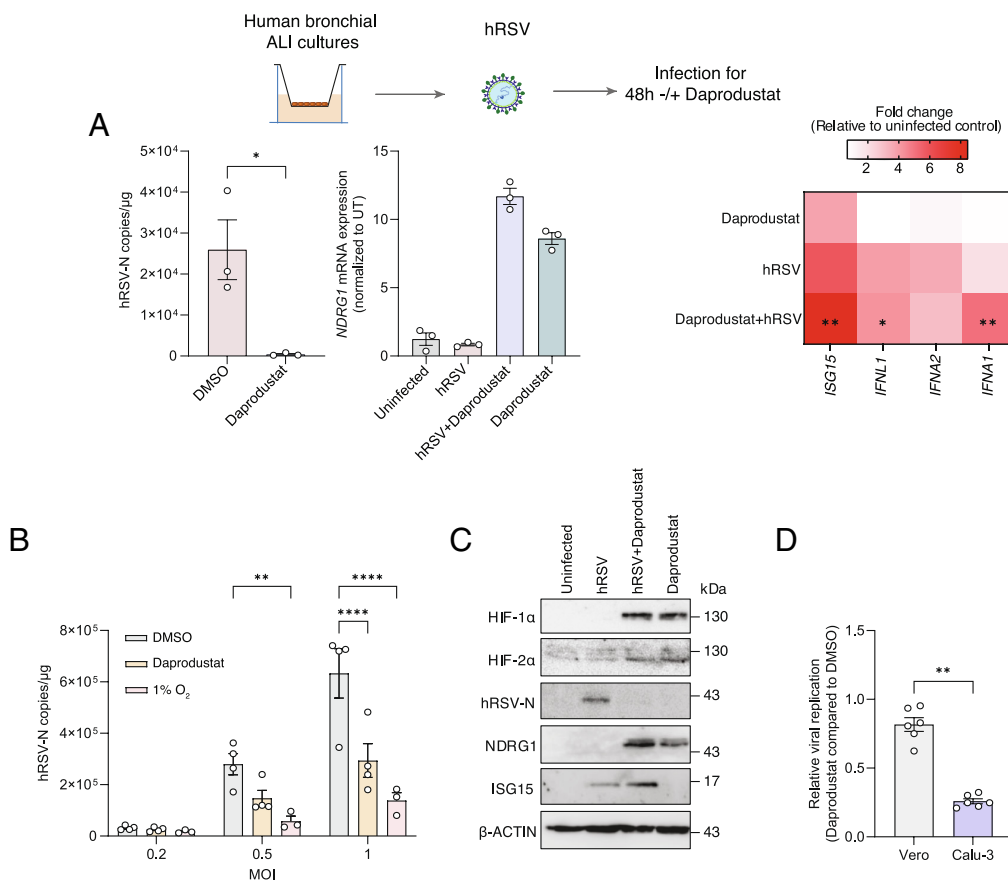 Human bronchial
ALI cultures
hRSV
Infection for
48h -/+ Daprodustat
A
5×10⁴
4×10⁴
3×10⁴
2×10⁴
1×10⁴
0
hRSV-N copies/µg
*
DMSO
Daprodustat
15
10
5
0
NDRG1 mRNA expression
(normalized to UT)
Uninfected
hRSV
hRSV+Daprodustat
Daprodustat
Fold change
(Relative to uninfected control)
2 4 6 8
Daprodustat
hRSV
Daprodustat+hRSV
** * **
ISG15
IFNL1
IFNA2
IFNA1
B
8×10⁵
6×10⁵
4×10⁵
2×10⁵
0
hRSV-N copies/µg
DMSO
Daprodustat
1% O₂
**
****
****
0.2 0.5 1
MOI
C
Uninfected
hRSV
hRSV+Daprodustat
Daprodustat
kDa
HIF-1α 130
HIF-2α 130
hRSV-N 43
NDRG1 43
ISG15 17
β-ACTIN 43
D
1.5
1.0
0.5
0.0
Relative viral replication
(Daprodustat compared to DMSO)
**
Vero Calu-3